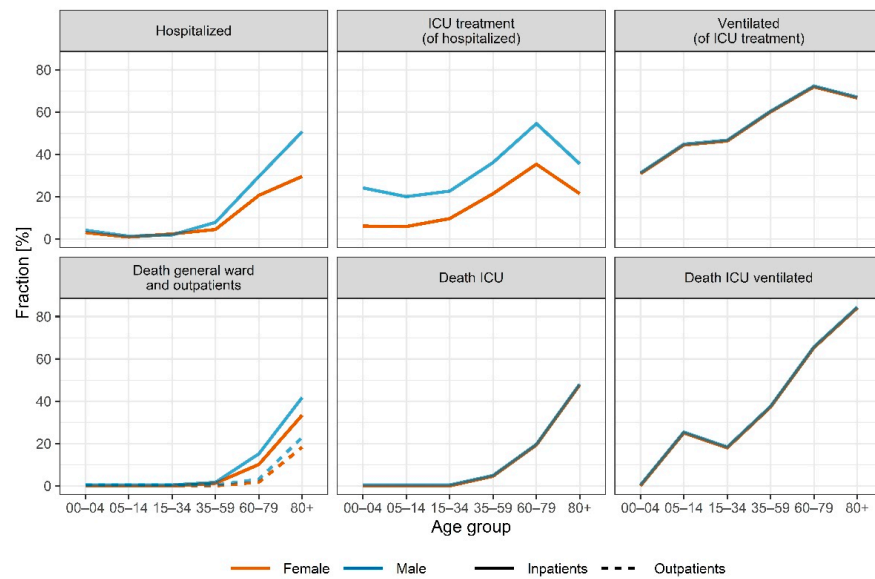 Hospitalized
ICU treatment
(of hospitalized)
Ventilated
(of ICU treatment)
80
60
40
20
0
Death general ward
and outpatients
Death ICU
Death ICU ventilated
80
60
40
20
0
Fraction [%]
00–04 05–14 15–34 35–59 60–79 80+
00–04 05–14 15–34 35–59 60–79 80+
00–04 05–14 15–34 35–59 60–79 80+
Age group
Female Male Inpatients Outpatients